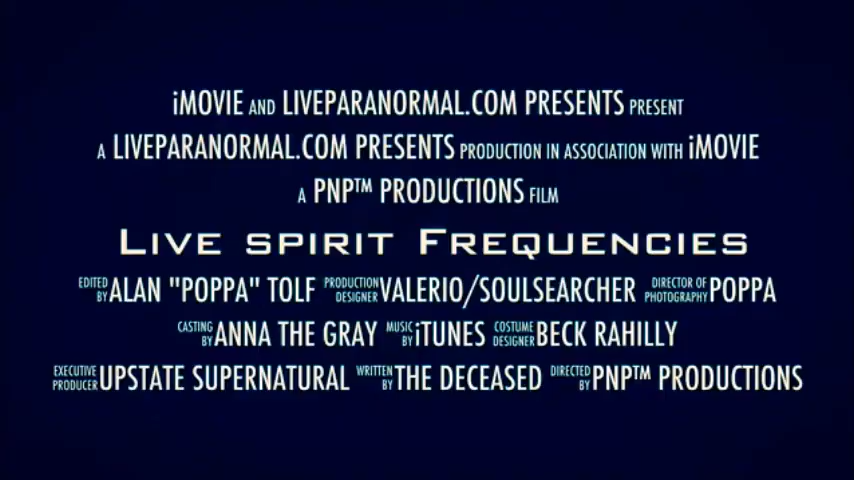 iMOVIE AND LIVEPARANORMAL.COM PRESENTS PRESENT
A LIVEPARANORMAL.COM PRESENTS PRODUCTION IN ASSOCIATION WITH iMOVIE
A PNP™ PRODUCTIONS FILM
LIVE SPIRIT FREQUENCIES
EDITED BY ALAN "POPPA" TOLF PRODUCTION DESIGNER VALERIO/SOULSEARCHER DIRECTOR OF PHOTOGRAPHY POPPA
CASTING BY ANNA THE GRAY MUSIC BY iTUNES COSTUME DESIGNER BECK RAHILLY
EXECUTIVE PRODUCER UPSTATE SUPERNATURAL WRITTEN BY THE DECEASED DIRECTED BY PNP™ PRODUCTIONS